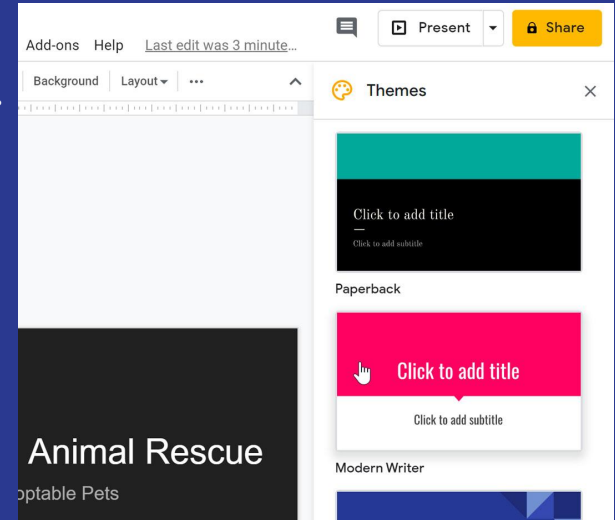 Present
Share
Add-ons Help Last edit was 3 minute...
Background Layout ...
Themes
Click to add title
Click to add subtitle
Paperback
Click to add title
Click to add subtitle
Modern Writer
Animal Rescue
optable Pets